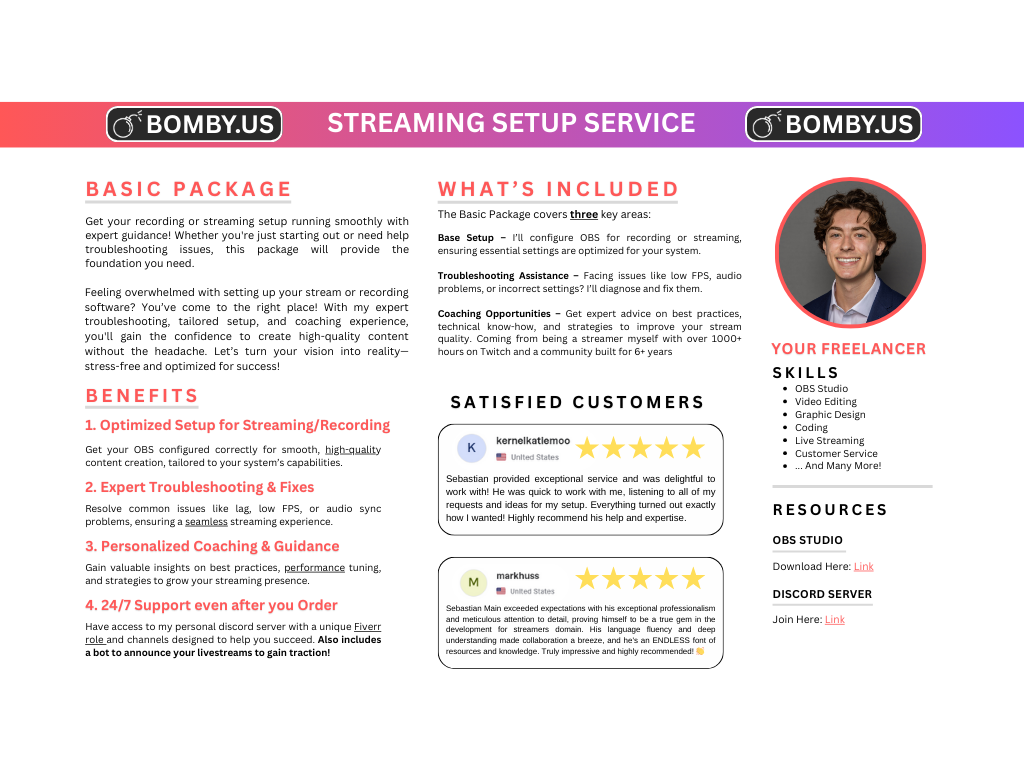 BOMBY.US
STREAMING SETUP SERVICE
BOMBY.US
BASIC PACKAGE
Get your recording or streaming setup running smoothly with
expert guidance! Whether you're just starting out or need help
troubleshooting issues, this package will provide the
foundation you need.
Feeling overwhelmed with setting up your stream or recording
software? You've come to the right place! With my expert
troubleshooting, tailored setup, and coaching experience,
you'll gain the confidence to create high-quality content
without the headache. Let's turn your vision into reality—
stress-free and optimized for success!
BENEFITS
1. Optimized Setup for Streaming/Recording
Get your OBS configured correctly for smooth, high-quality
content creation, tailored to your system's capabilities.
2. Expert Troubleshooting & Fixes
Resolve common issues like lag, low FPS, or audio sync
problems, ensuring a seamless streaming experience.
3. Personalized Coaching & Guidance
Gain valuable insights on best practices, performance tuning,
and strategies to grow your streaming presence.
4. 24/7 Support even after you Order
Have access to my personal discord server with a unique Fiverr
role and channels designed to help you succeed. Also includes
a bot to announce your livestreams to gain traction!
WHAT'S INCLUDED
The Basic Package covers three key areas:
Base Setup – I'll configure OBS for recording or streaming,
ensuring essential settings are optimized for your system.
Troubleshooting Assistance – Facing issues like low FPS, audio
problems, or incorrect settings? I'll diagnose and fix them.
Coaching Opportunities – Get expert advice on best practices,
technical know-how, and strategies to improve your stream
quality. Coming from being a streamer myself with over 1000+
hours on Twitch and a community built for 6+ years
SATISFIED CUSTOMERS
K
kernelkatiemoo
United States
Sebastian provided exceptional service and was delightful to
work with! He was quick to work with me, listening to all of my
requests and ideas for my setup. Everything turned out exactly
how I wanted! Highly recommend his help and expertise.
M
markhuss
United States
Sebastian Main exceeded expectations with his exceptional professionalism
and meticulous attention to detail, proving himself to be a true gem in the
development for streamers domain. His language fluency and deep
understanding made collaboration a breeze, and he's an ENDLESS font of
resources and knowledge. Truly impressive and highly recommended! 👏
YOUR FREELANCER
SKILLS
• OBS Studio
• Video Editing
• Graphic Design
• Coding
• Live Streaming
• Customer Service
• ... And Many More!
RESOURCES
OBS STUDIO
Download Here: Link
DISCORD SERVER
Join Here: Link